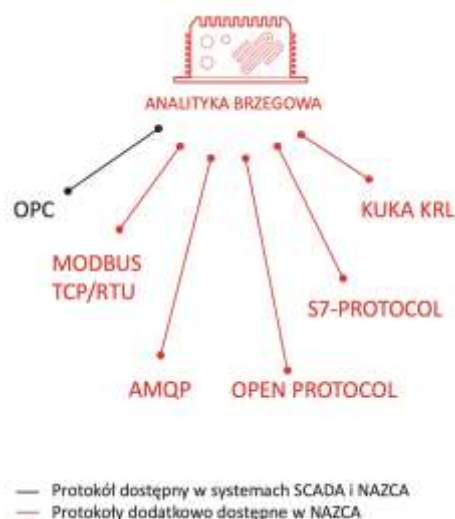 ANALITYKA BRZEGOWA
OPC
KUKA KRL
MODBUS
TCP/RTU
S7-PROTOCOL
AMQP
OPEN PROTOCOL
Protokół dostępny w systemach SCADA i NAZCA
Protokoły dodatkowo dostępne w NAZCA